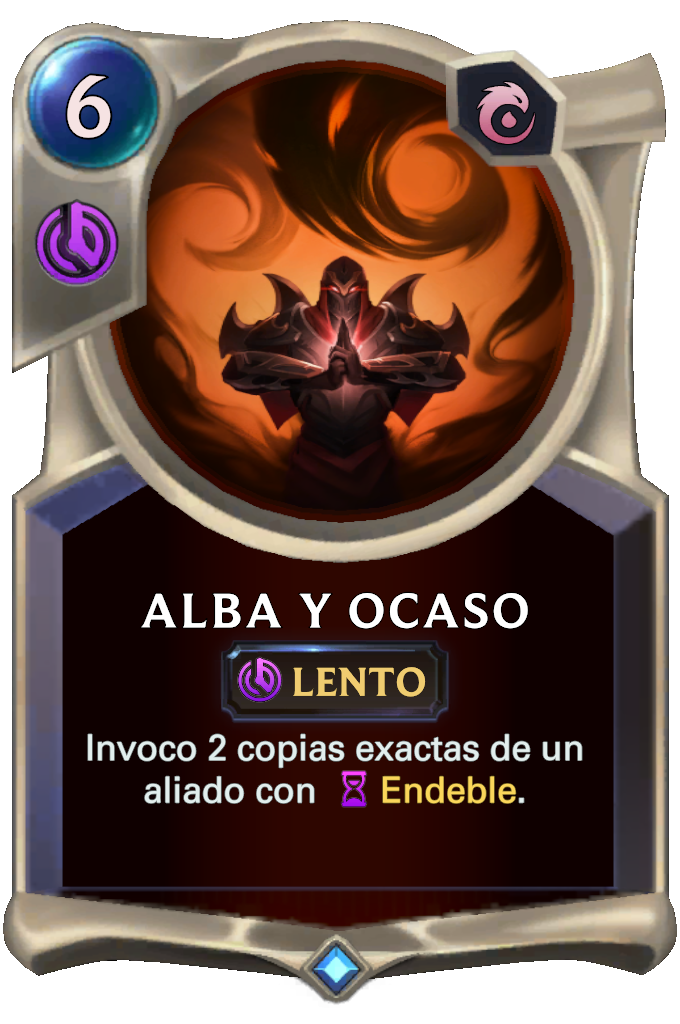 6
ALBA Y OCASO
LENTO
Invoco 2 copias exactas de un
aliado con Endeble.